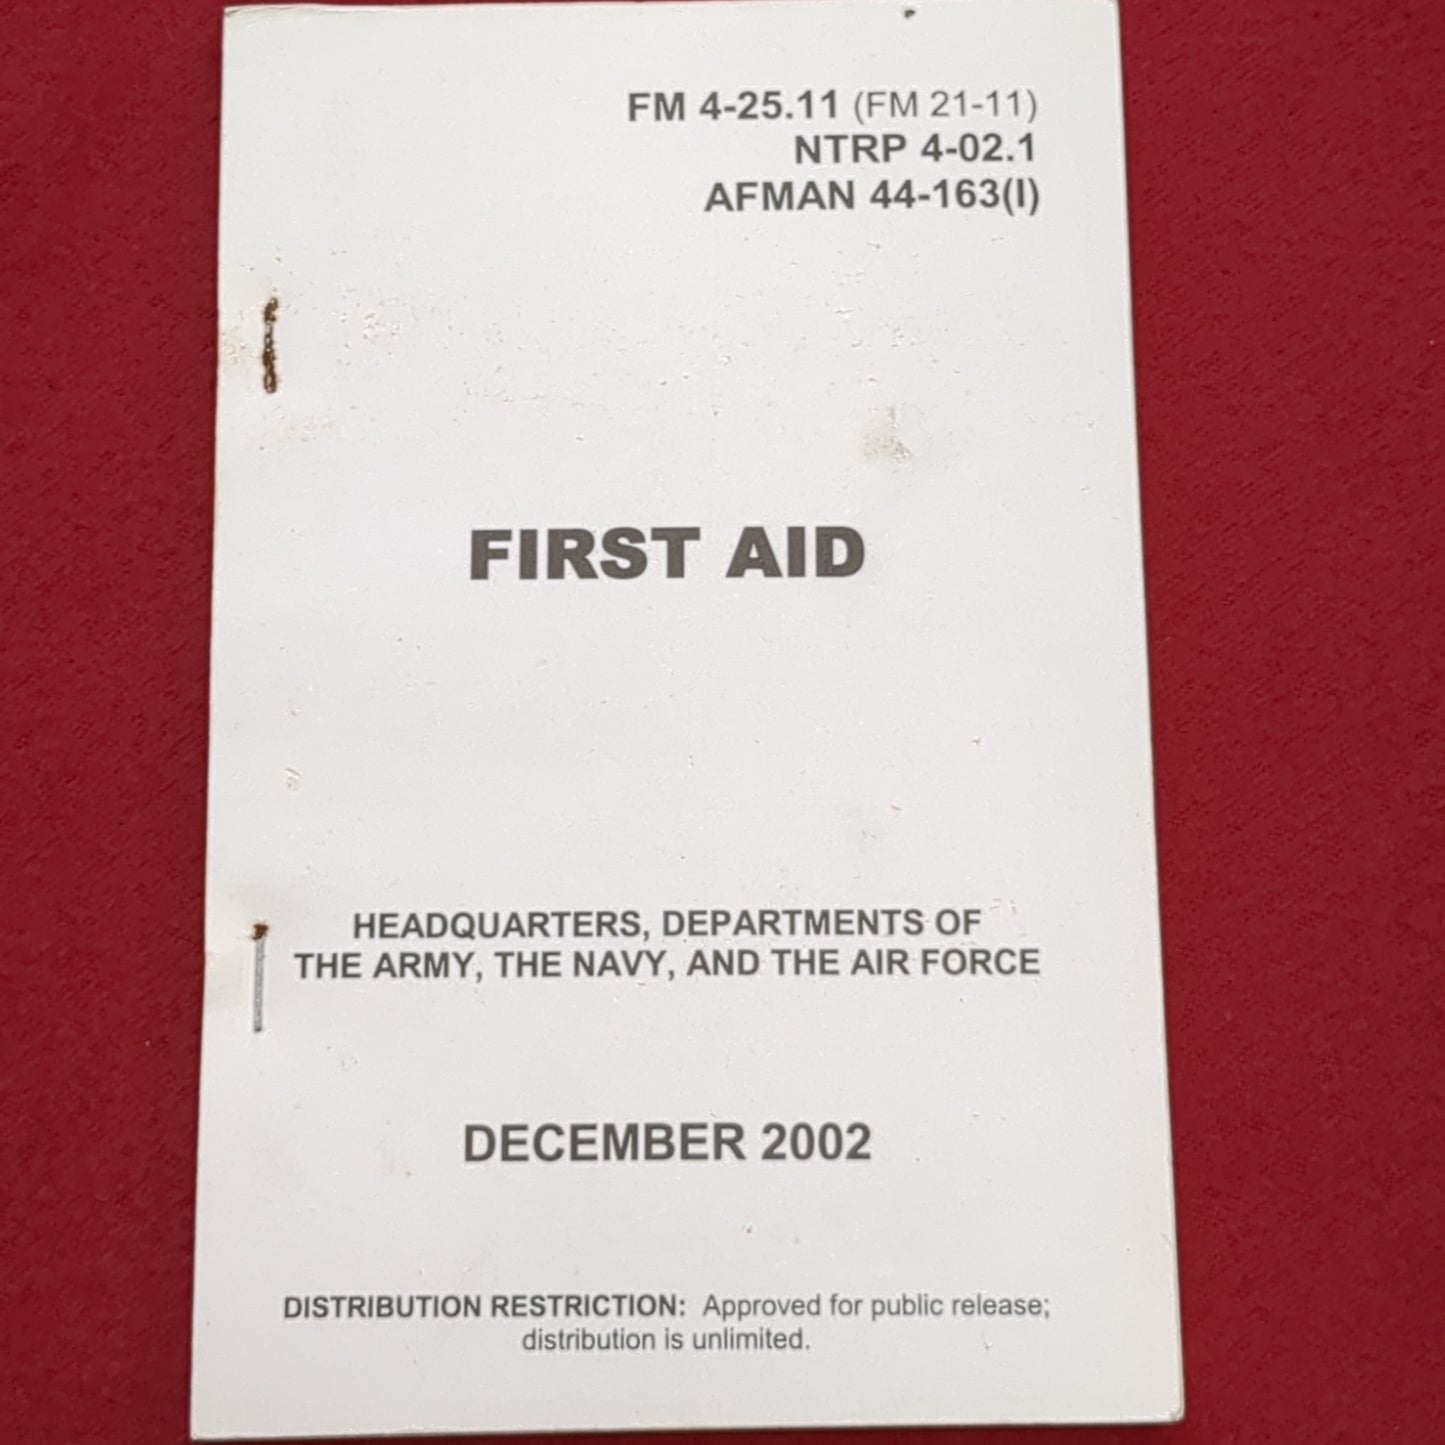 FM 4-25.11 (FM 21-11)
NTRP 4-02.1
AFMAN 44-163(I)
FIRST AID
HEADQUARTERS, DEPARTMENTS OF
THE ARMY, THE NAVY, AND THE AIR FORCE
DECEMBER 2002
DISTRIBUTION RESTRICTION: Approved for public release;
distribution is unlimited.